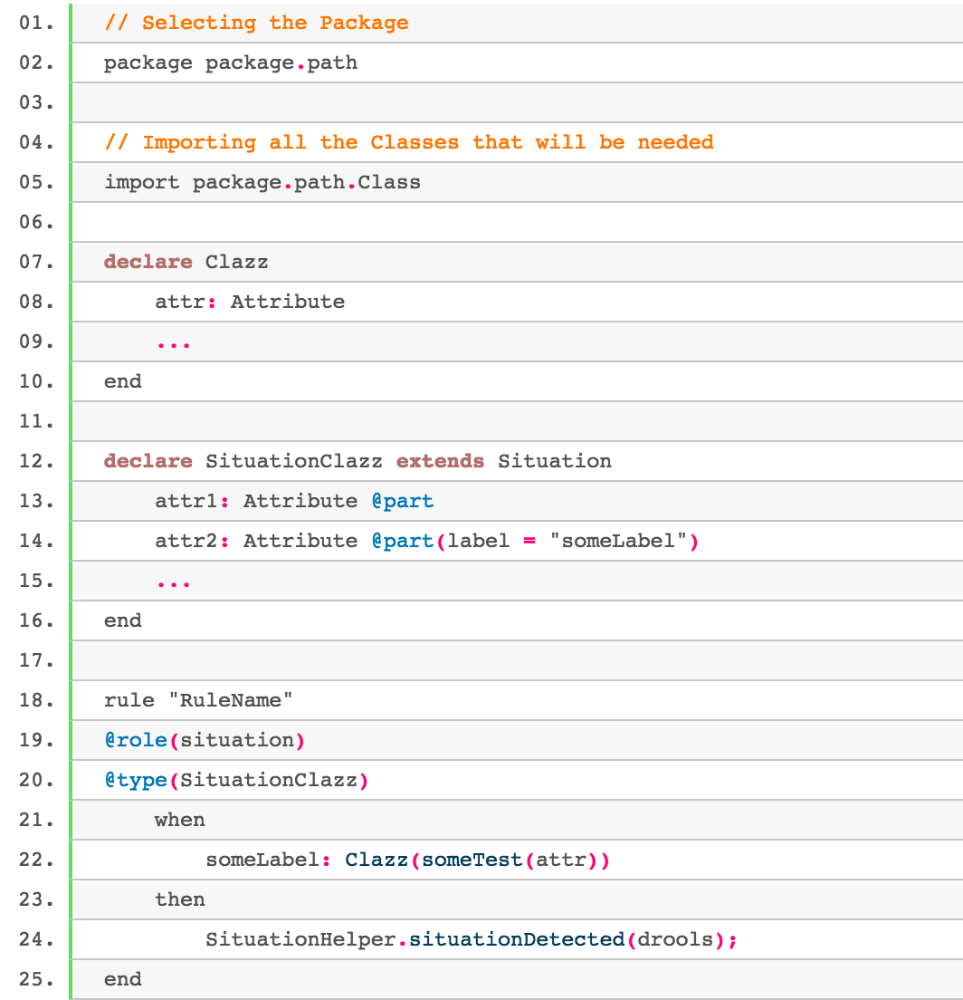 01. // Selecting the Package
02. package package.path
03.
04. // Importing all the Classes that will be needed
05. import package.path.Class
06.
07. declare Clazz
08. attr: Attribute
09. ...
10. end
11.
12. declare SituationClazz extends Situation
13. attr1: Attribute @part
14. attr2: Attribute @part(label = "someLabel")
15. ...
16. end
17.
18. rule "RuleName"
19. @role(situation)
20. @type(SituationClazz)
21. when
22. someLabel: Clazz(someTest(attr))
23. then
24. SituationHelper.situationDetected(drools);
25. end